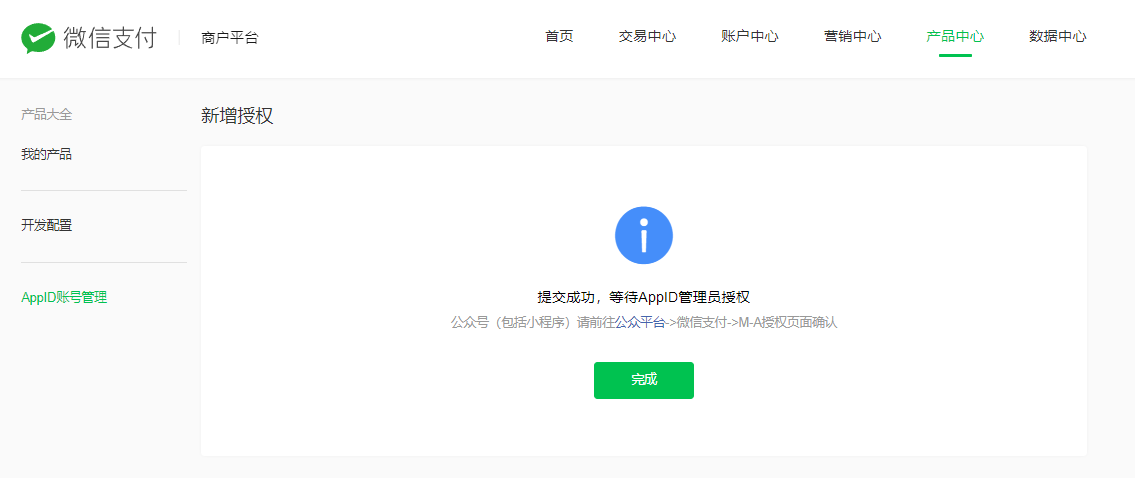 微信支付 商户平台 首页 交易中心 账户中心 营销中心 产品中心 数据中心
产品大全
新增授权
我的产品
开发配置
AppID账号管理
提交成功，等待AppID管理员授权
公众号（包括小程序）请前往公众平台->微信支付->M-A授权页面确认
完成